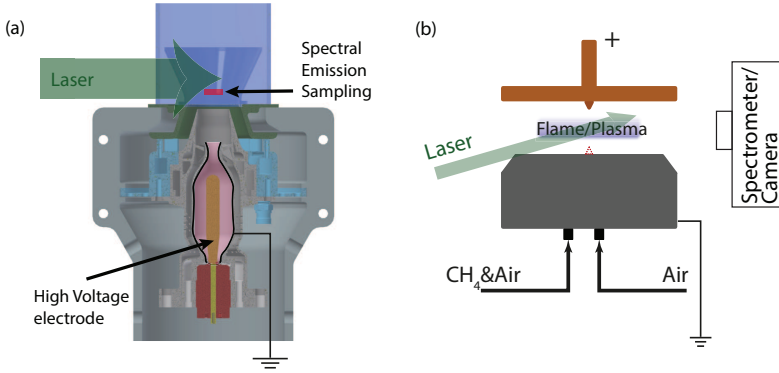 (a)
Laser
Spectral
Emission
Sampling
High Voltage
electrode
(b)
+
Flame/Plasma
Laser
Spectrometer/
Camera
CH₄&Air
Air